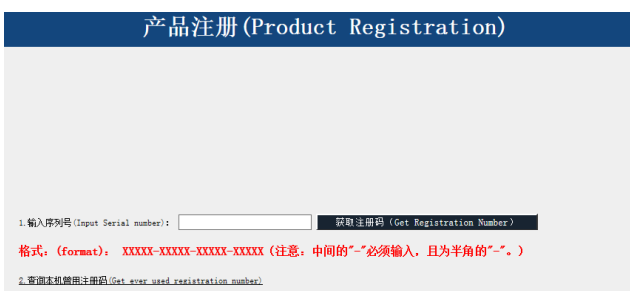 产品注册(Product Registration)
1.输入序列号(Input Serial number): 获取注册码（Get Registration Number）
格式：(format)： XXXXX-XXXXX-XXXXX-XXXXX（注意：中间的"-"必须输入，且为半角的"-"。）
2.查询本机曾用注册码(Get ever used registration number)